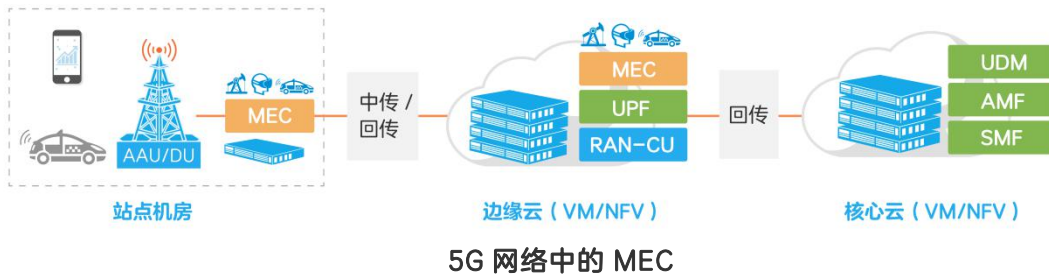 MEC
AAU/DU
中传 /
回传
MEC
UPF
RAN-CU
回传
UDM
AMF
SMF
站点机房
边缘云（VM/NFV）
核心云（VM/NFV）
5G 网络中的 MEC